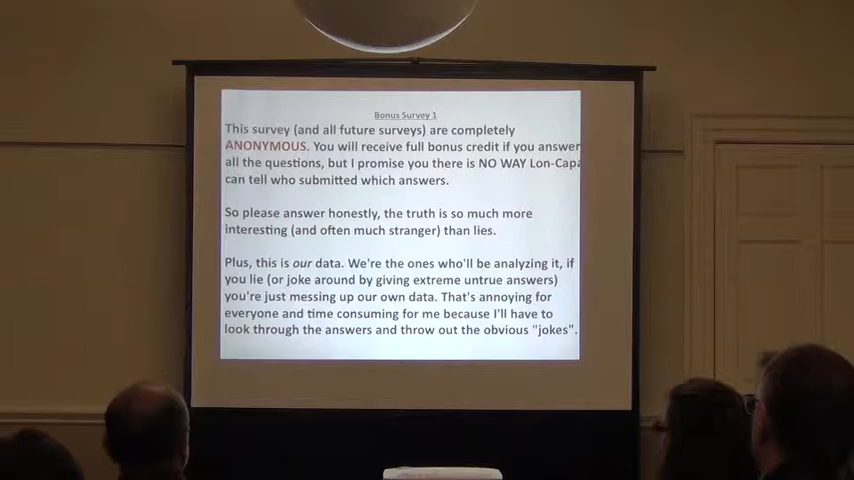 Bonus Survey 1
This survey (and all future surveys) are completely
ANONYMOUS. You will receive full bonus credit if you answer
all the questions, but I promise you there is NO WAY Lon-Capa
can tell who submitted which answers.
So please answer honestly, the truth is so much more
interesting (and often much stranger) than lies.
Plus, this is our data. We're the ones who'll be analyzing it, if
you lie (or joke around by giving extreme untrue answers)
you're just messing up our own data. That's annoying for
everyone and time consuming for me because I'll have to
look through the answers and throw out the obvious "jokes".